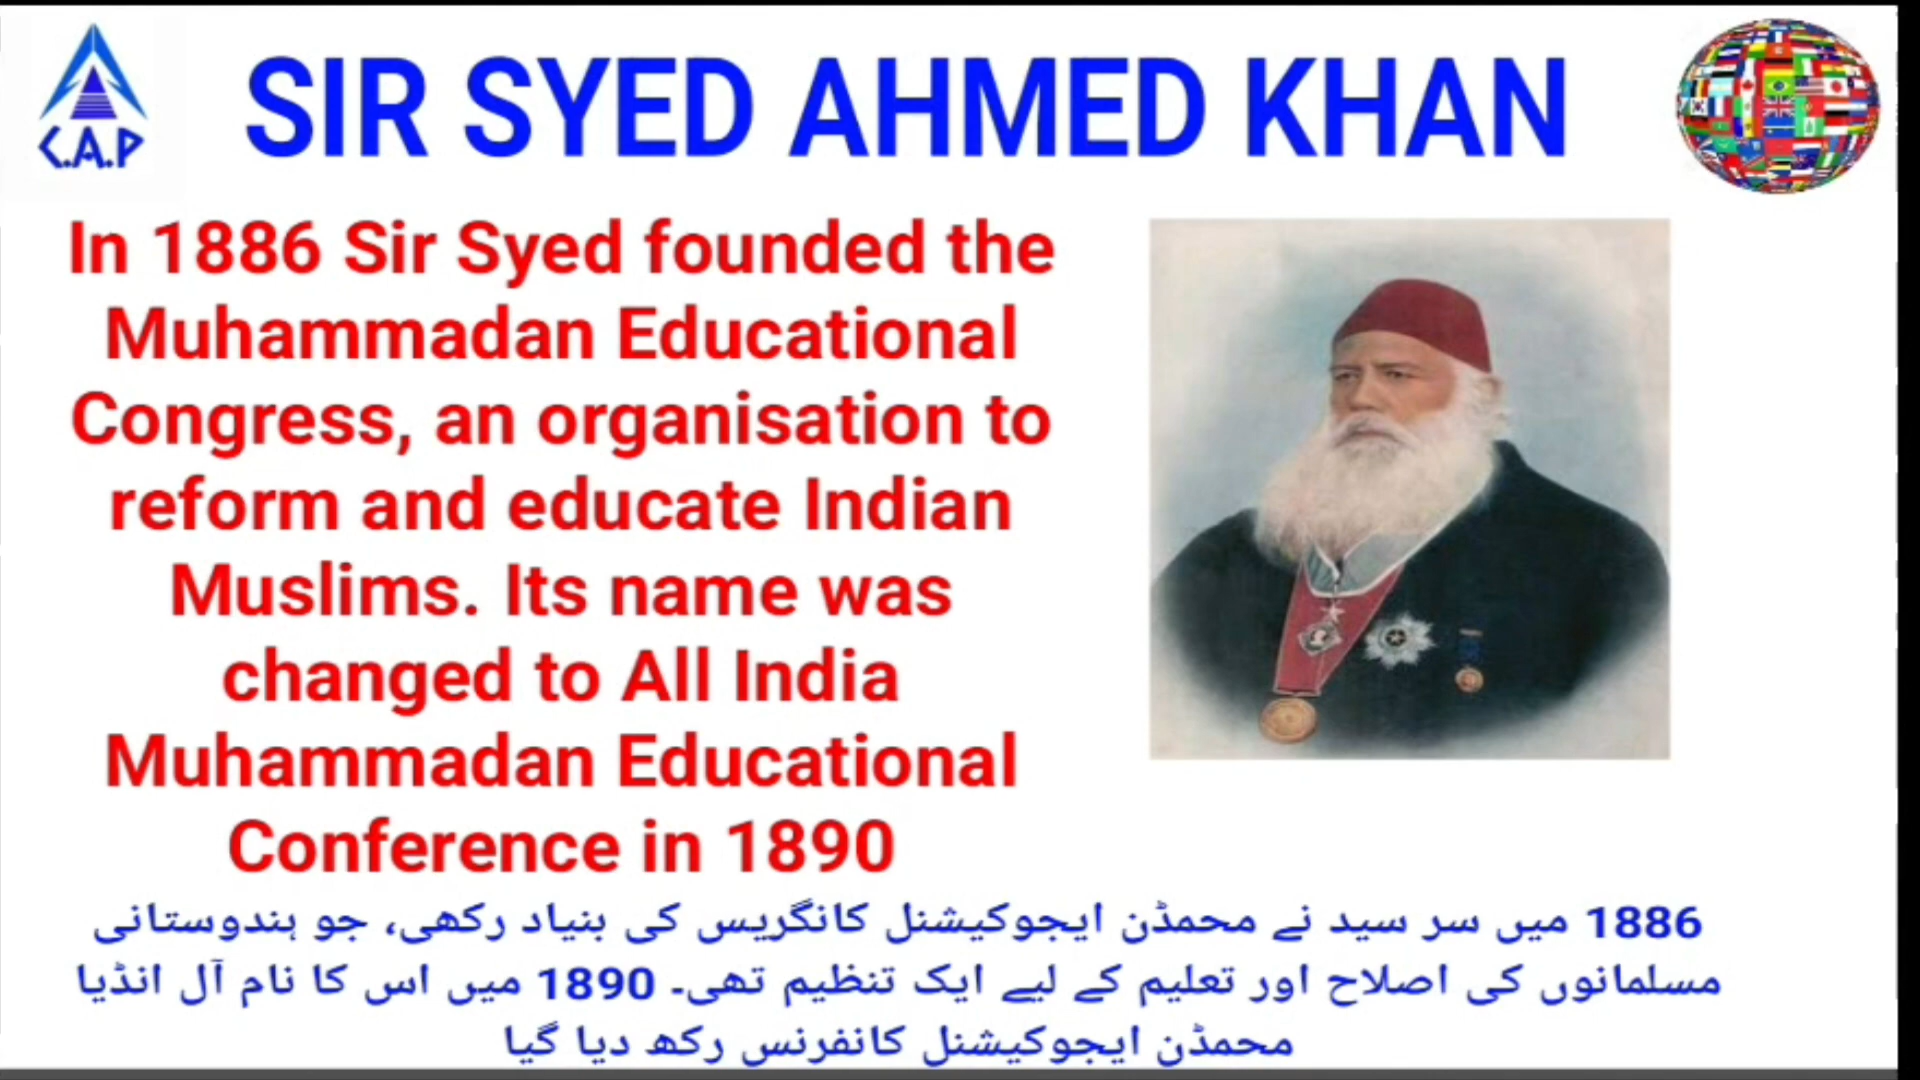 C.A.P
SIR SYED AHMED KHAN
In 1886 Sir Syed founded the
Muhammadan Educational
Congress, an organisation to
reform and educate Indian
Muslims. Its name was
changed to All India
Muhammadan Educational
Conference in 1890
1886 میں سر سید نے محمڈن ایجوکیشنل کانگریس کی بنیاد رکھی، جو ہندوستانی
مسلمانوں کی اصلاح اور تعلیم کے لیے ایک تنظیم تھی۔ 1890 میں اس کا نام آل انڈیا
محمڈن ایجوکیشنل کانفرنس رکھ دیا گیا